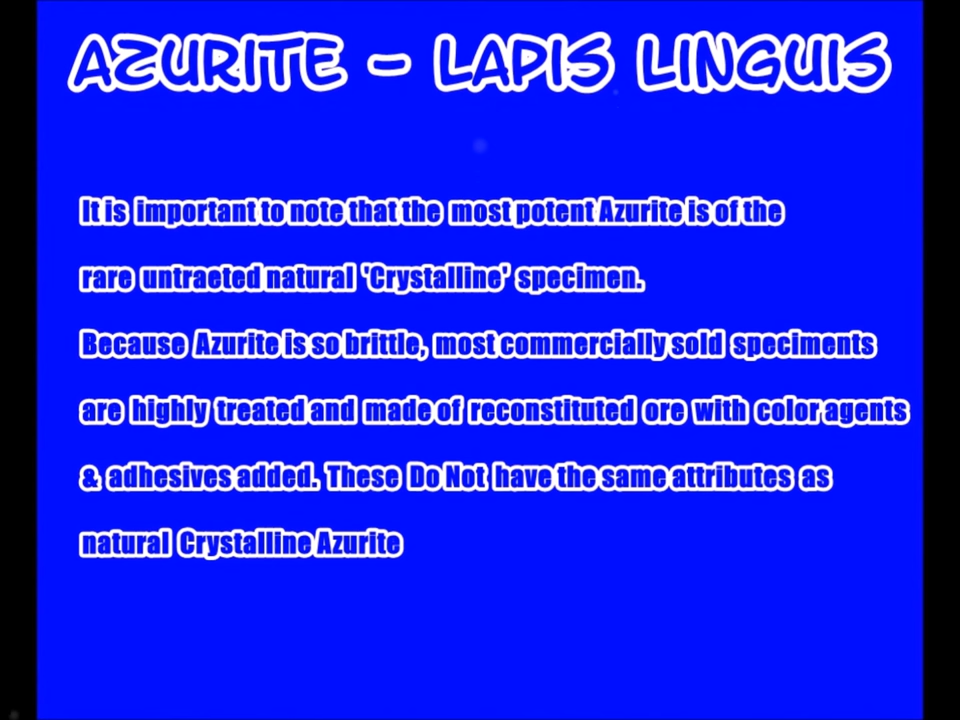 AZURITE - LAPIS LINGUIS
It is important to note that the most potent Azurite is of the
rare untraeted natural 'Crystalline' specimen.
Because Azurite is so brittle, most commercially sold speciments
are highly treated and made of reconstituted ore with color agents
& adhesives added. These Do Not have the same attributes as
natural Crystalline Azurite